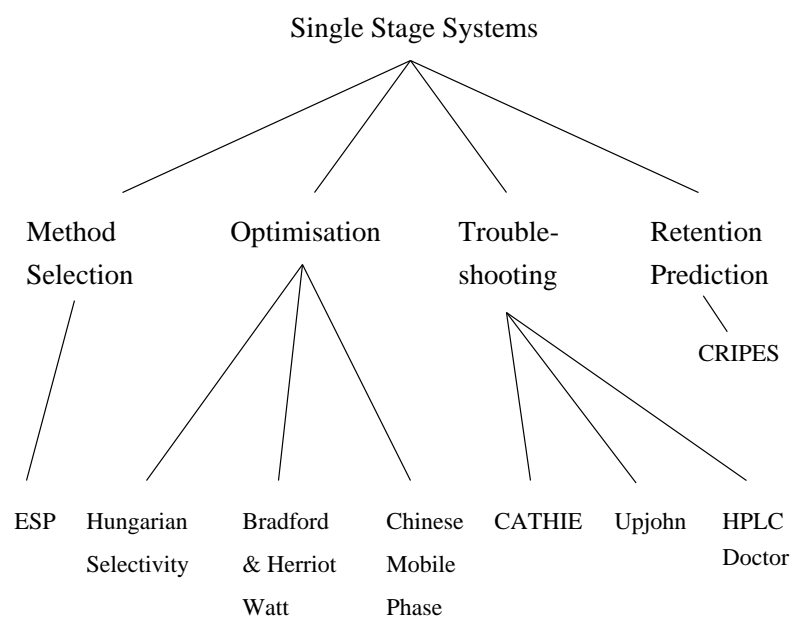 Single Stage Systems
Method
Selection
Optimisation
Trouble-
shooting
Retention
Prediction
CRIPES
ESP
Hungarian
Selectivity
Bradford
& Herriot
Watt
Chinese
Mobile
Phase
CATHIE
Upjohn
HPLC
Doctor